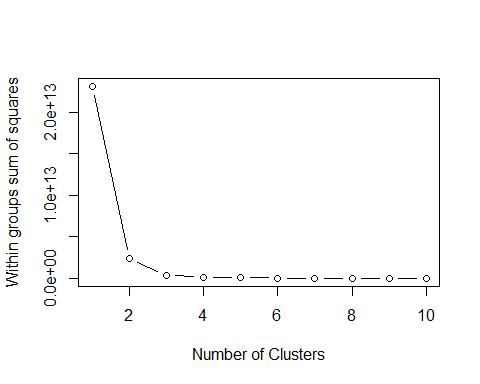 Within groups sum of squares
2.0e+13
1.0e+13
0.0e+00
2 4 6 8 10
Number of Clusters